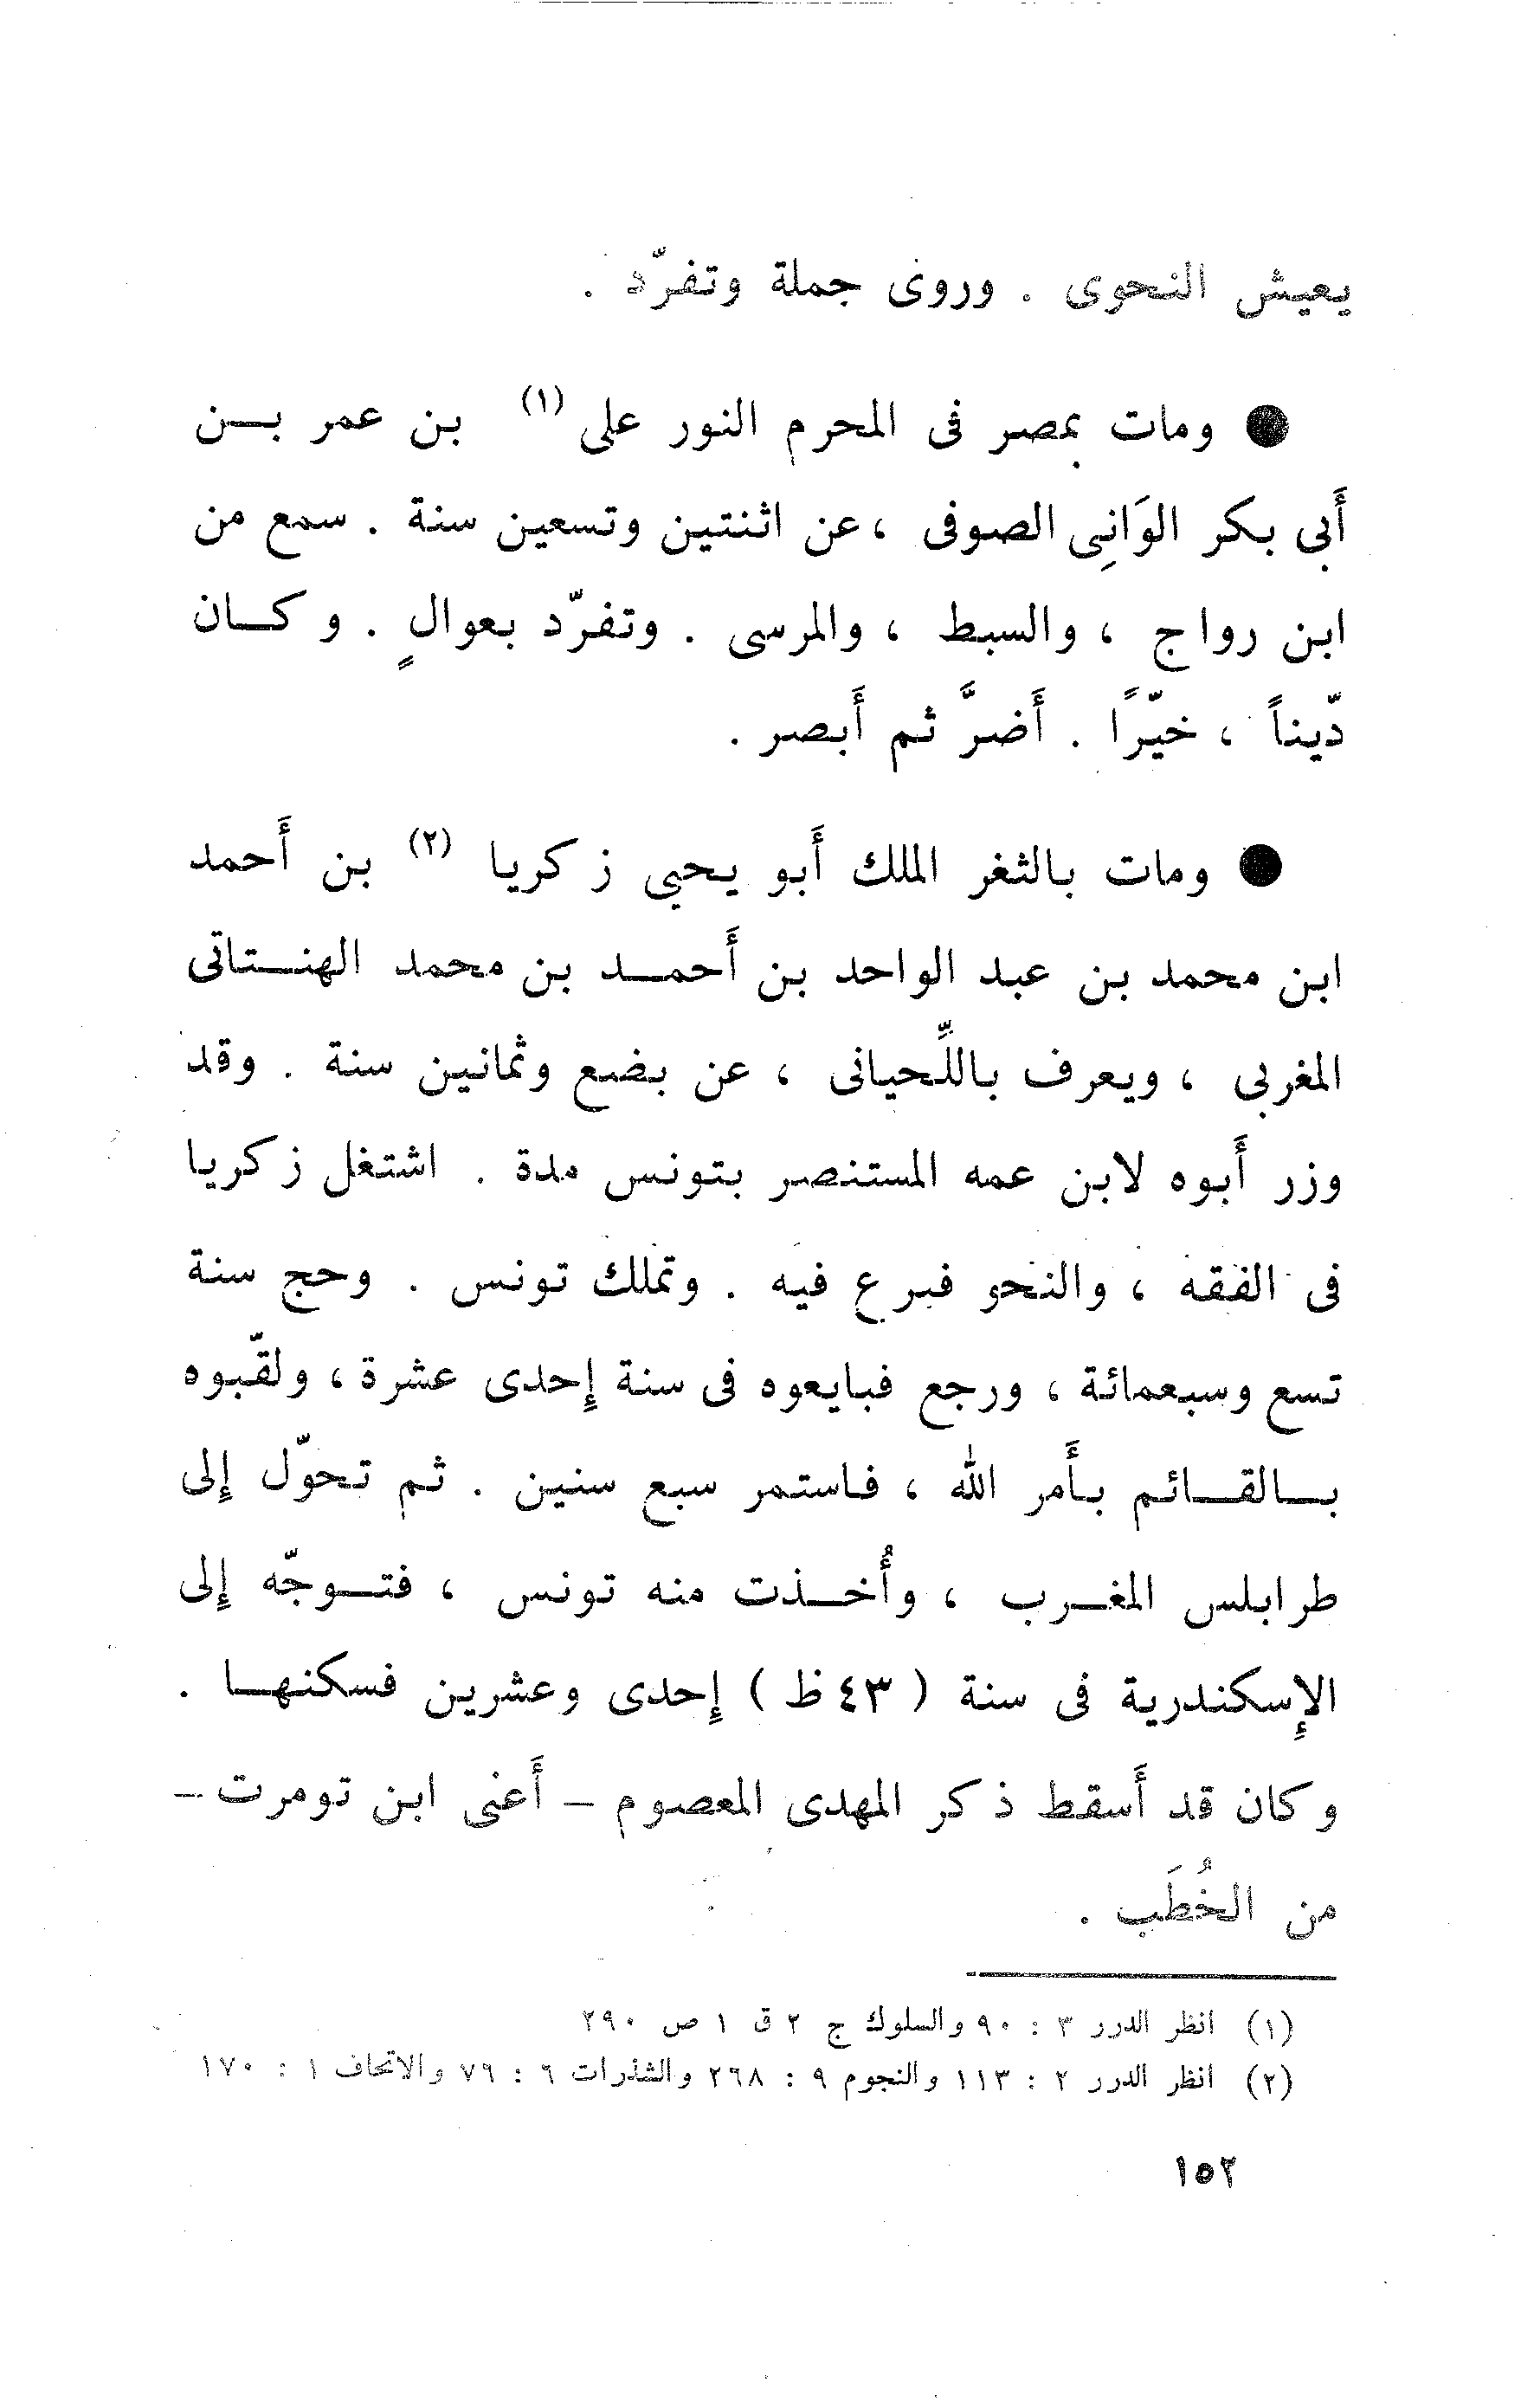 يعيش النحوى . وروى جملة وتفرّد .
● ومات بمصر فى المحرم النور على (١) بن عمر بن
أَبى بكر الوَانِى الصوفى ، عن اثنتين وتسعين سنة . سمع من
ابن رواج ، والسبط ، والمرسى . وتفرّد بعوالٍ . وكان
دّيناً ، خيّرًا . أَضرَّ ثم أَبصر .
● ومات بالثغر الملك أَبو يحيى زكريا (٢) بن أَحمد
ابن محمد بن عبد الواحد بن أَحمد بن محمد الهنتاتى
المغربى ، ويعرف باللِّحيانى ، عن بضع وثمانين سنة . وقد
وزر أَبوه لابن عمه المستنصر بتونس مدة . اشتغل زكريا
فى الفقه ، والنحو فبرع فيه . وتملك تونس . وحج سنة
تسع وسبعمائة ، ورجع فبايعوه فى سنة إِحدى عشرة ، ولقّبوه
بالقائم بأَمر الله ، فاستمر سبع سنين . ثم تحوّل إِلى
طرابلس المغرب ، وأُخذت منه تونس ، فتوجّه إِلى
الإِسكندرية فى سنة ( ٤٣ ظ ) إِحدى وعشرين فسكنها .
وكان قد أَسقط ذكر المهدى المعصوم – أَعنى ابن تومرت –
من الخُطَب .
(١) انظر الدرر ٣ : ٩٠ والسلوك ج ٢ ق ١ ص ٢٩٠
(٢) انظر الدرر ٢ : ١١٣ والنجوم ٩ : ٢٦٨ والشذرات ٦ : ٧٦ والاتحاف ١ : ١٧٠
١٥٢